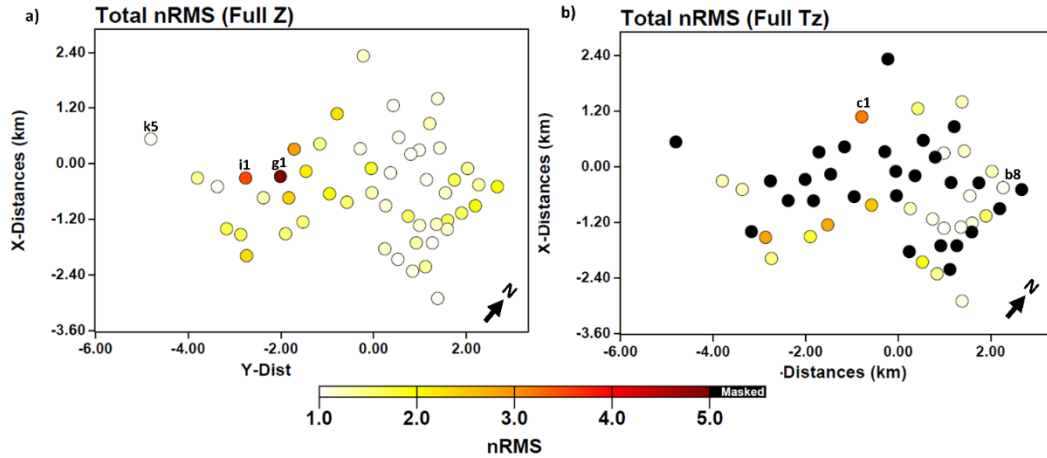 a)
Total nRMS (Full Z)
X-Distances (km)
2.40
1.20
0.00
-1.20
-2.40
-3.60
k5
i1
g1
N
-6.00 -4.00 -2.00 0.00 2.00
Y-Dist
b)
Total nRMS (Full Tz)
X-Distances (km)
2.40
1.20
0.00
-1.20
-2.40
-3.60
c1
b8
N
-6.00 -4.00 -2.00 0.00 2.00
-Distances (km)
Masked
1.0 2.0 3.0 4.0 5.0
nRMS